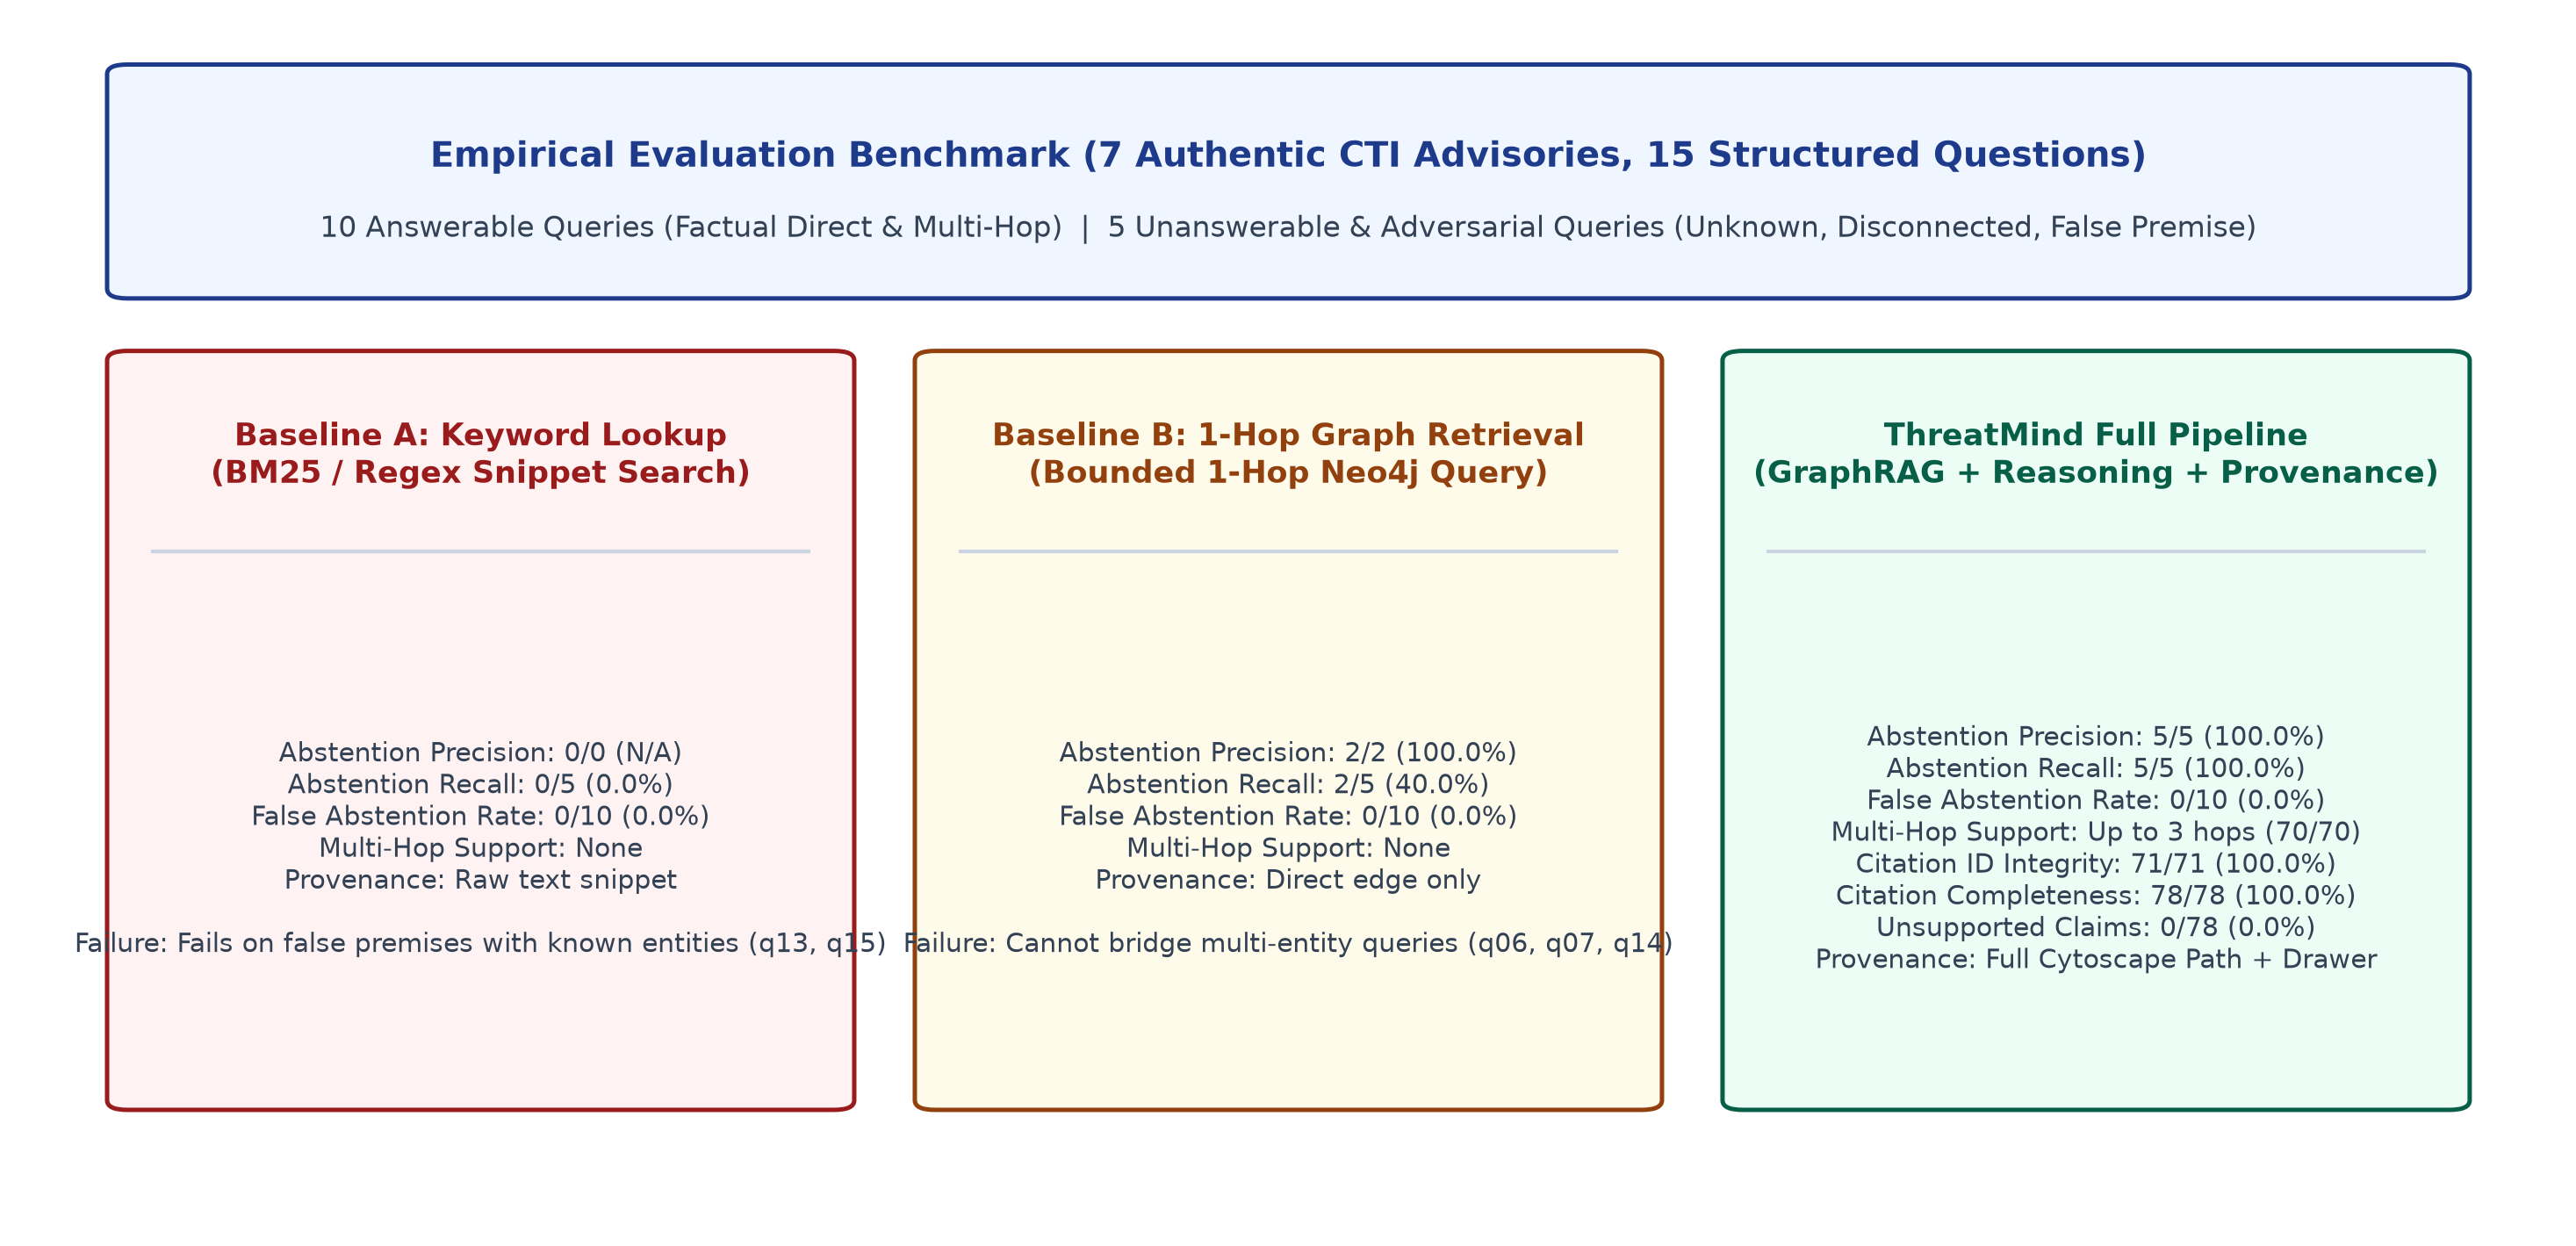 Empirical Evaluation Benchmark (7 Authentic CTI Advisories, 15 Structured Questions)
10 Answerable Queries (Factual Direct & Multi-Hop) | 5 Unanswerable & Adversarial Queries (Unknown, Disconnected, False Premise)
Baseline A: Keyword Lookup
(BM25 / Regex Snippet Search)
Abstention Precision: 0/0 (N/A)
Abstention Recall: 0/5 (0.0%)
False Abstention Rate: 0/10 (0.0%)
Multi-Hop Support: None
Provenance: Raw text snippet
Failure: Fails on false premises with known entities (q13, q15)
Baseline B: 1-Hop Graph Retrieval
(Bounded 1-Hop Neo4j Query)
Abstention Precision: 2/2 (100.0%)
Abstention Recall: 2/5 (40.0%)
False Abstention Rate: 0/10 (0.0%)
Multi-Hop Support: None
Provenance: Direct edge only
Failure: Cannot bridge multi-entity queries (q06, q07, q14)
ThreatMind Full Pipeline
(GraphRAG + Reasoning + Provenance)
Abstention Precision: 5/5 (100.0%)
Abstention Recall: 5/5 (100.0%)
False Abstention Rate: 0/10 (0.0%)
Multi-Hop Support: Up to 3 hops (70/70)
Citation ID Integrity: 71/71 (100.0%)
Citation Completeness: 78/78 (100.0%)
Unsupported Claims: 0/78 (0.0%)
Provenance: Full Cytoscape Path + Drawer